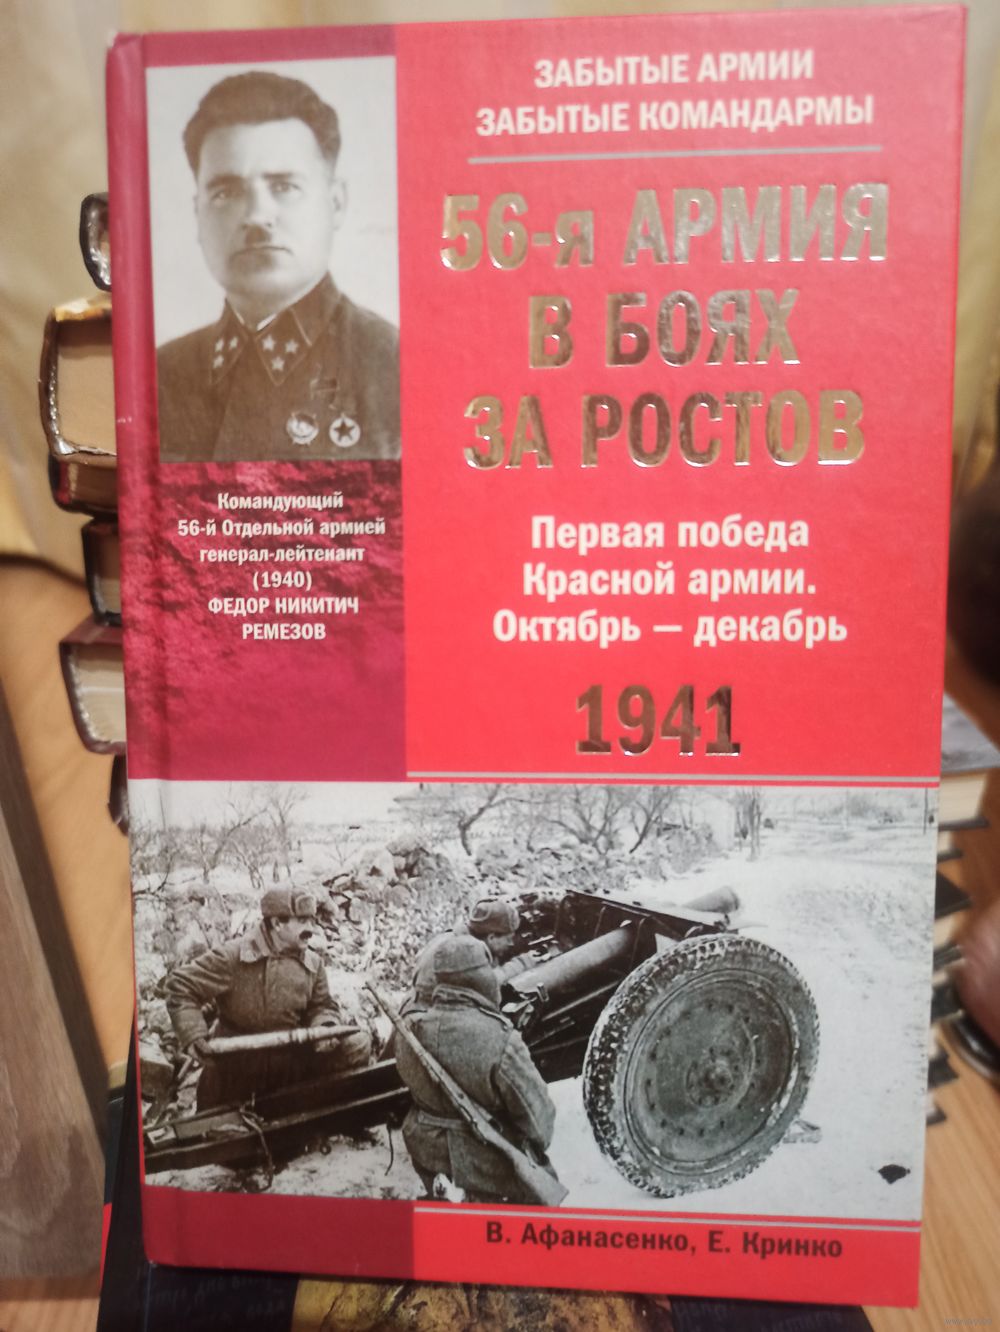 ЗАБЫТЫЕ АРМИИ
ЗАБЫТЫЕ КОМАНДАРМЫ
56-я АРМИЯ
В БОЯХ
ЗА РОСТОВ
Первая победа
Красной армии.
Октябрь – декабрь
1941
Командующий
56-й Отдельной армией
генерал-лейтенант
(1940)
ФЕДОР НИКИТИЧ
РЕМЕЗОВ
В. Афанасенко, Е. Кринко